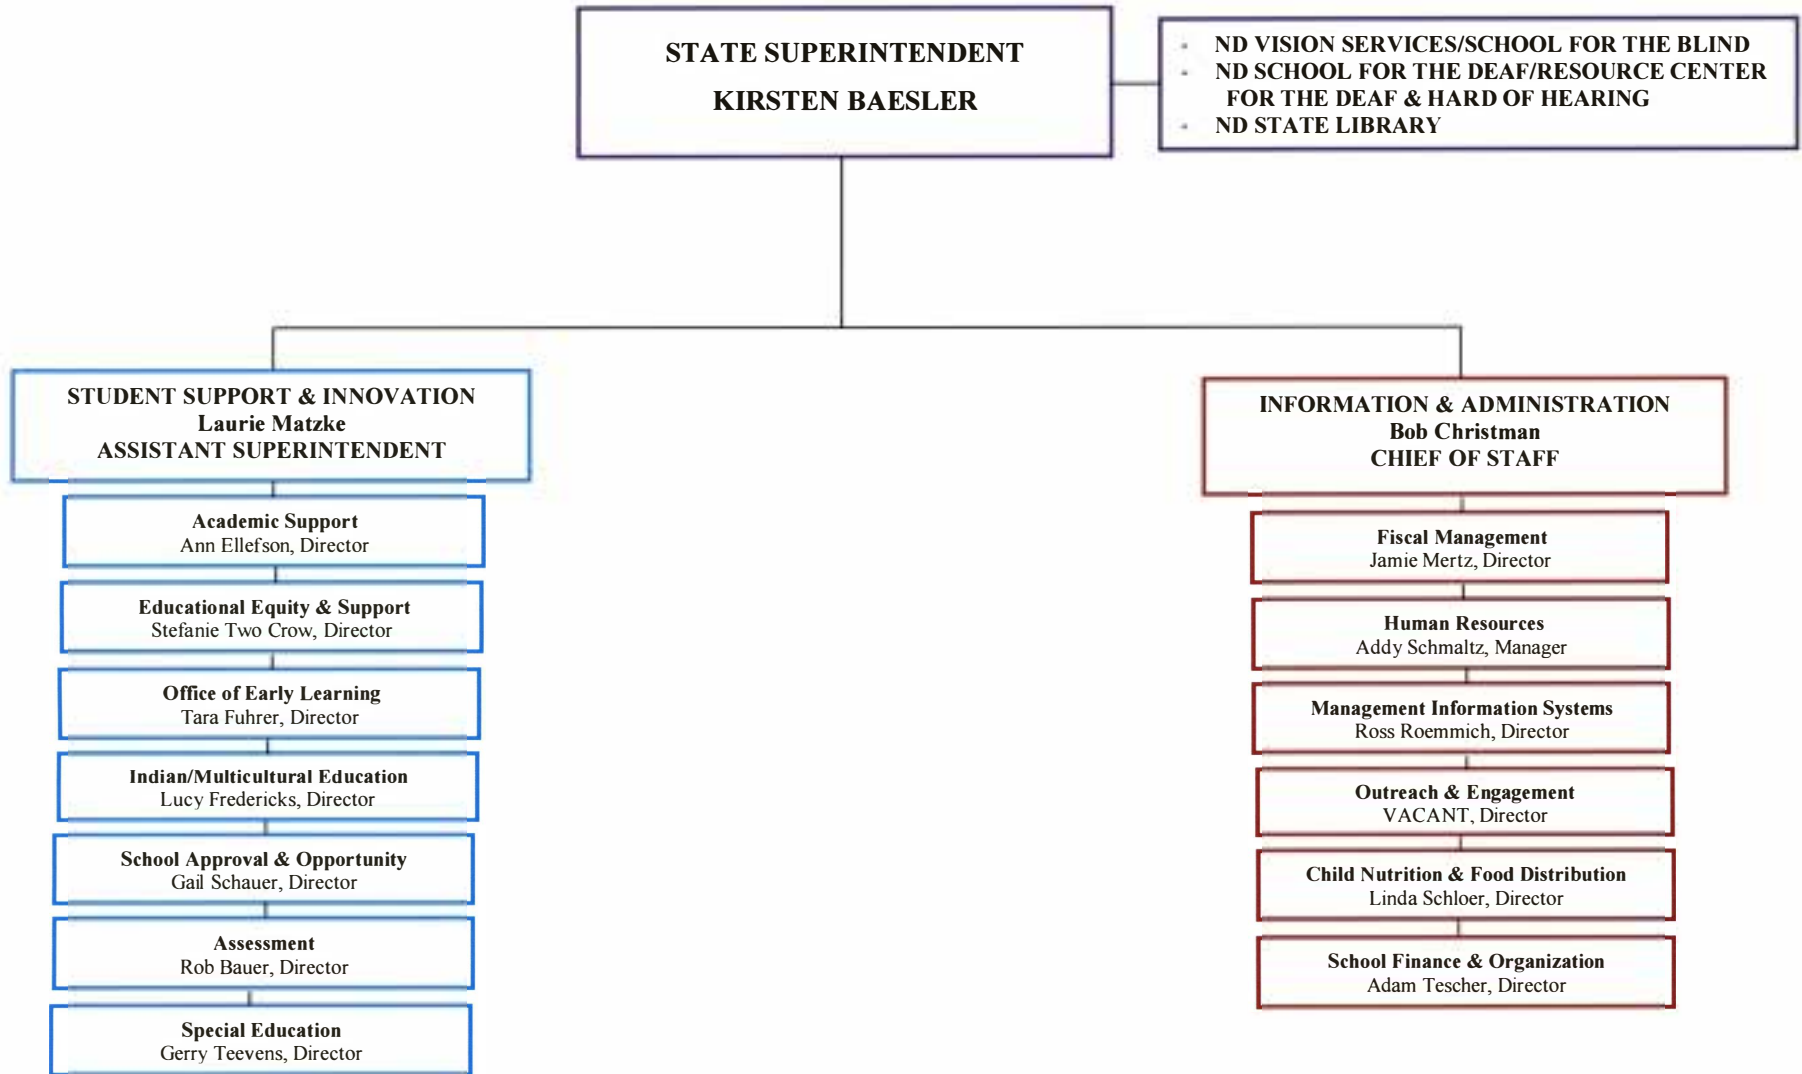 STATE SUPERINTENDENT
KIRSTEN BAESLER
- ND VISION SERVICES/SCHOOL FOR THE BLIND
- ND SCHOOL FOR THE DEAF/RESOURCE CENTER
FOR THE DEAF & HARD OF HEARING
- ND STATE LIBRARY
STUDENT SUPPORT & INNOVATION
Laurie Matzke
ASSISTANT SUPERINTENDENT
Academic Support
Ann Ellefson, Director
Educational Equity & Support
Stefanie Two Crow, Director
Office of Early Learning
Tara Fuhrer, Director
Indian/Multicultural Education
Lucy Fredericks, Director
School Approval & Opportunity
Gail Schauer, Director
Assessment
Rob Bauer, Director
Special Education
Gerry Teevens, Director
INFORMATION & ADMINISTRATION
Bob Christman
CHIEF OF STAFF
Fiscal Management
Jamie Mertz, Director
Human Resources
Addy Schmaltz, Manager
Management Information Systems
Ross Roemmich, Director
Outreach & Engagement
VACANT, Director
Child Nutrition & Food Distribution
Linda Schloer, Director
School Finance & Organization
Adam Tescher, Director